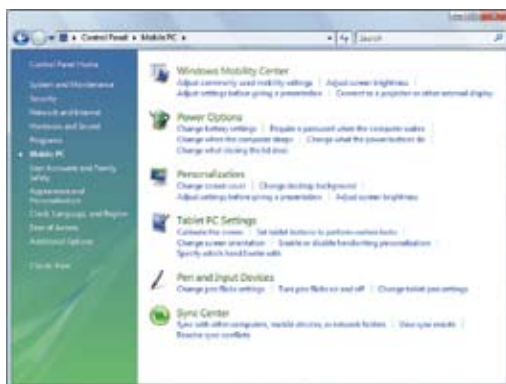 Control Panel ▸ Mobile PC ▸
Search
Control Panel Home
System and Maintenance
Security
Network and Internet
Hardware and Sound
Programs
Mobile PC
User Accounts and Family
Safety
Appearance and
Personalization
Clock, Language, and Region
Ease of Access
Additional Options
Classic View
Windows Mobility Center
Adjust commonly used mobility settings | Adjust screen brightness
Adjust settings before giving a presentation | Connect to a projector or other external display
Power Options
Change battery settings | Require a password when the computer wakes
Change when the computer sleeps | Change what the power buttons do
Change what closing the lid does
Personalization
Change screen saver | Change desktop background
Adjust settings before giving a presentation | Adjust screen brightness
Tablet PC Settings
Calibrate the screen | Set tablet buttons to perform certain tasks
Change screen orientation | Enable or disable handwriting personalization
Specify which hand I write with
Pen and Input Devices
Change pen flicks settings | Turn pen flicks on and off | Change tablet pen settings
Sync Center
Sync with other computers, mobile devices, or network folders | View sync results
Resolve sync conflicts